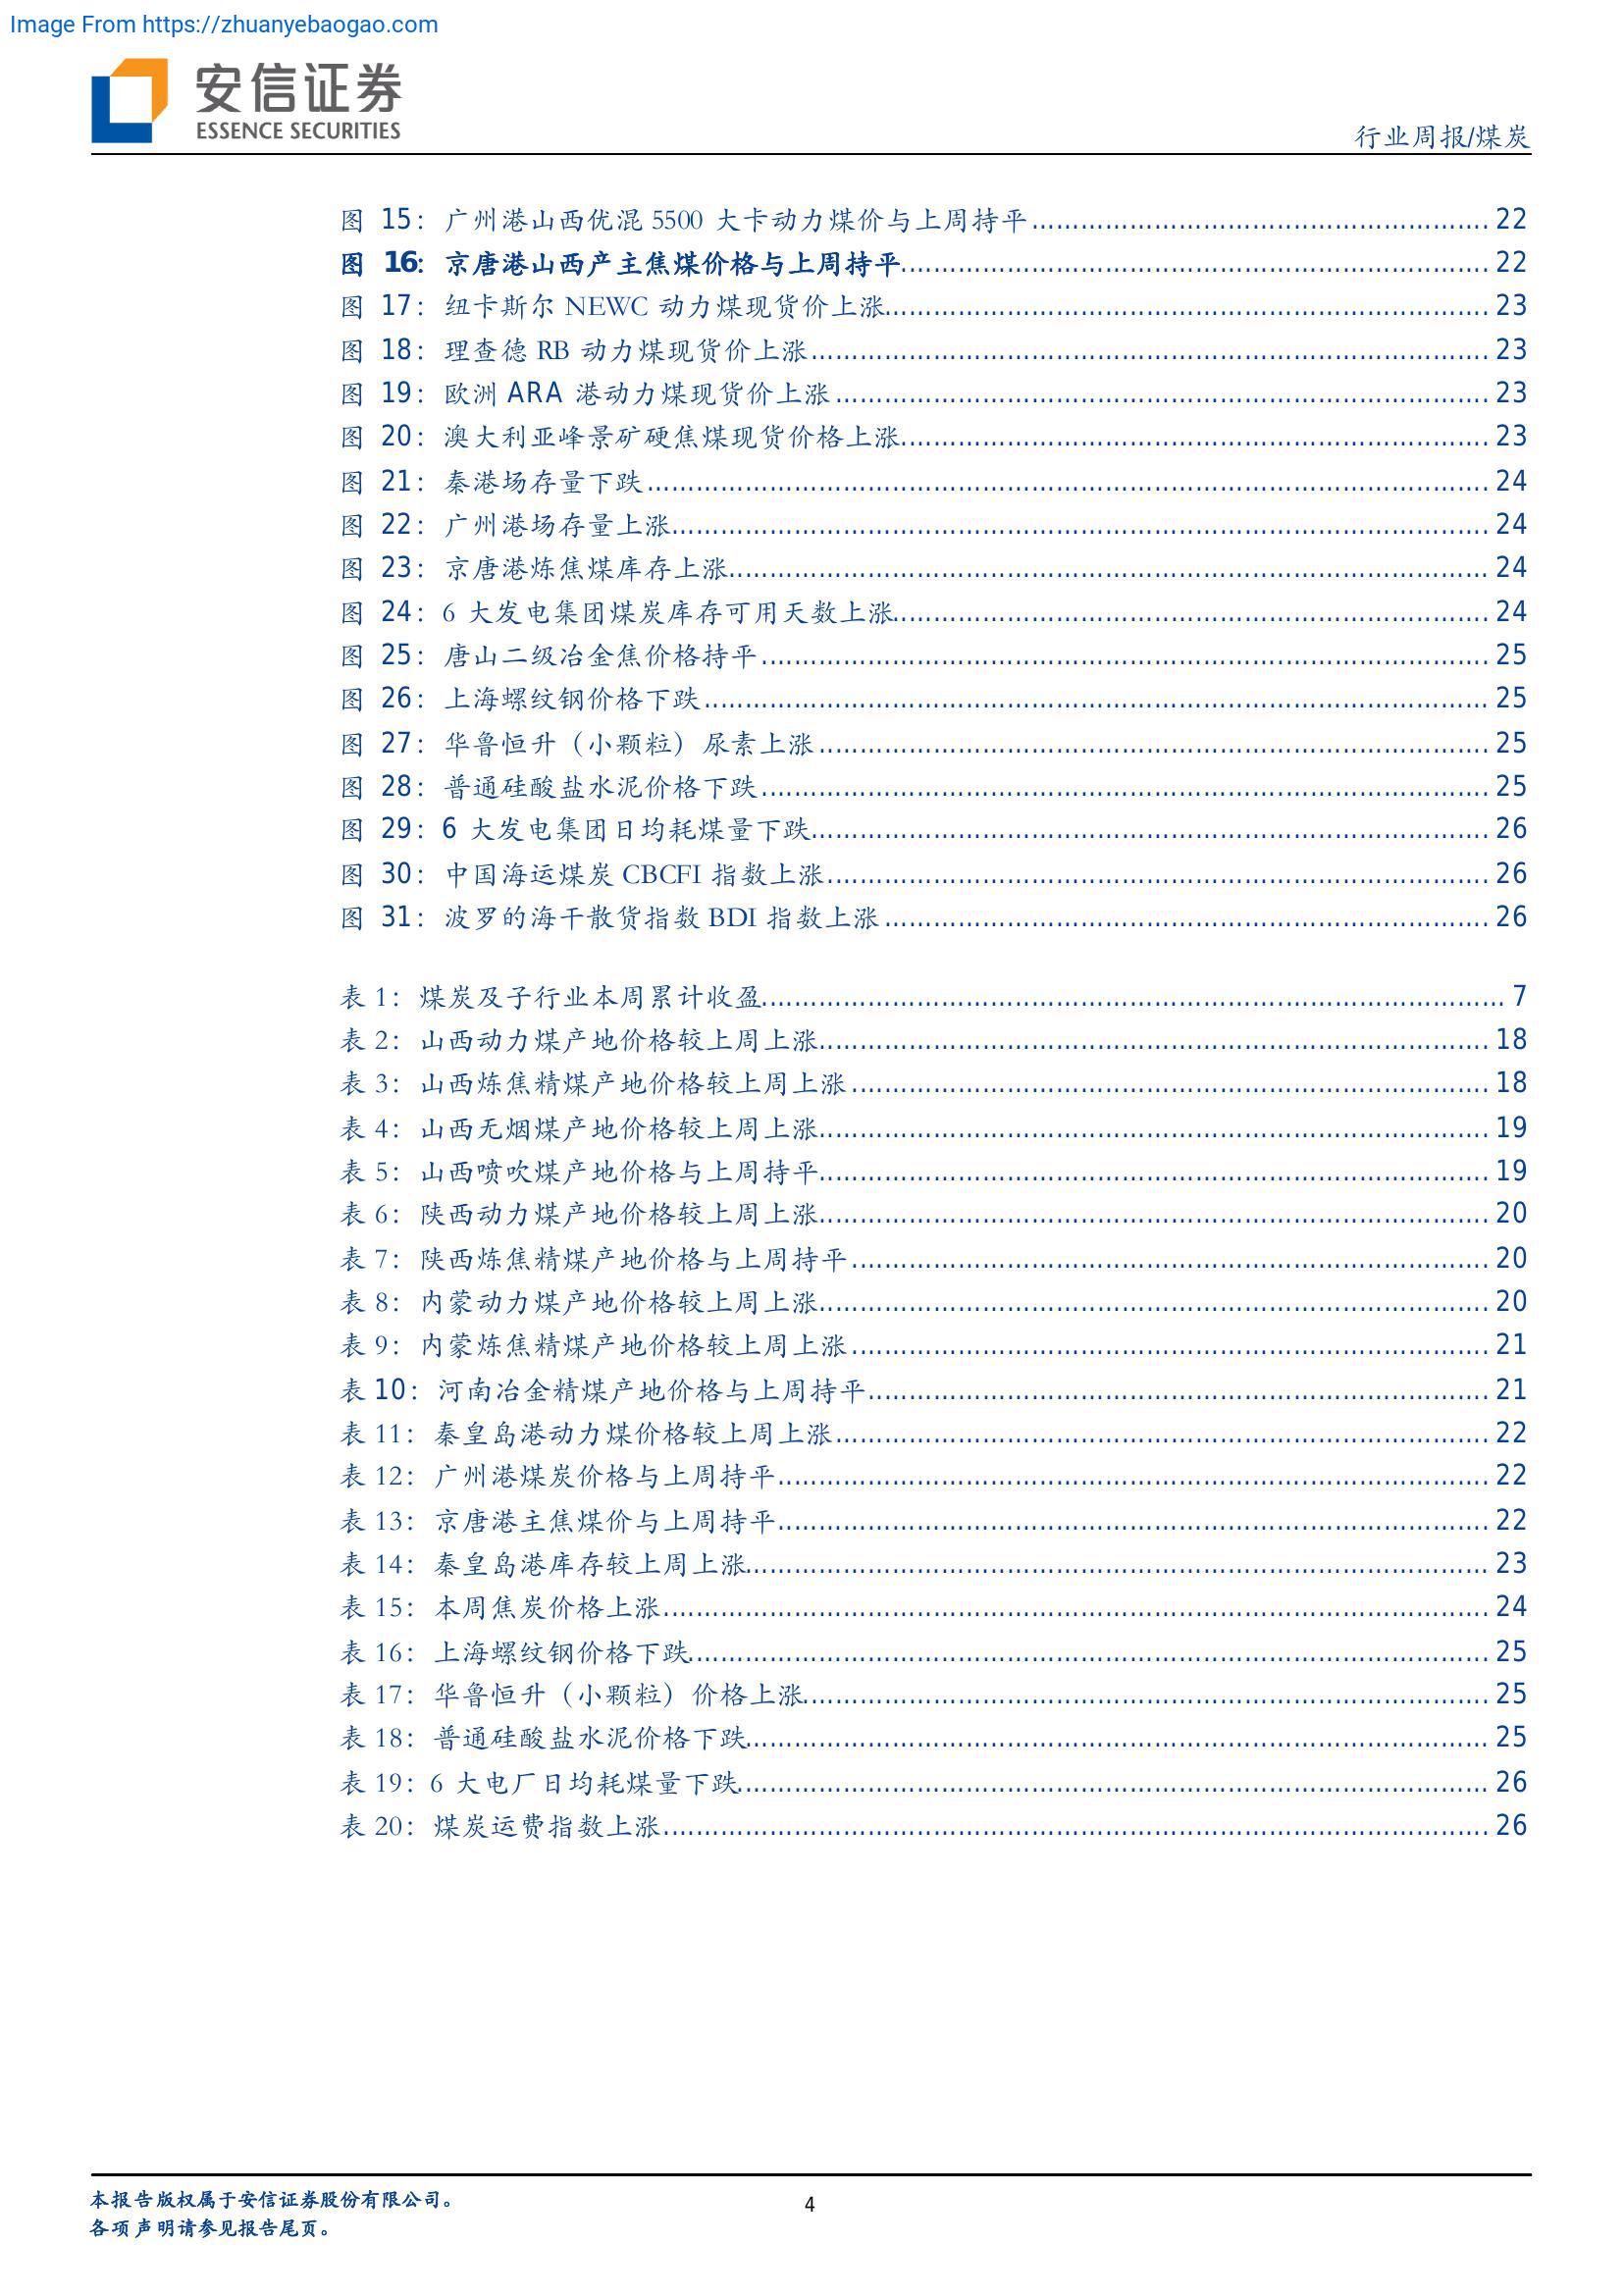 Image From https://zhuanyebaogao.com
安信证券
ESSENCE SECURITIES
行业周报/煤炭
图 15：广州港山西优混 5500 大卡动力煤价与上周持平 22
图 16：京唐港山西产主焦煤价格与上周持平 22
图 17：纽卡斯尔 NEWC 动力煤现货价上涨 23
图 18：理查德 RB 动力煤现货价上涨 23
图 19：欧洲 ARA 港动力煤现货价上涨 23
图 20：澳大利亚峰景矿硬焦煤现货价格上涨 23
图 21：秦港场存量下跌 24
图 22：广州港场存量上涨 24
图 23：京唐港炼焦煤库存上涨 24
图 24：6 大发电集团煤炭库存可用天数上涨 24
图 25：唐山二级冶金焦价格持平 25
图 26：上海螺纹钢价格下跌 25
图 27：华鲁恒升（小颗粒）尿素上涨 25
图 28：普通硅酸盐水泥价格下跌 25
图 29：6 大发电集团日均耗煤量下跌 26
图 30：中国海运煤炭 CBCFI 指数上涨 26
图 31：波罗的海干散货指数 BDI 指数上涨 26
表 1：煤炭及子行业本周累计收盈 7
表 2：山西动力煤产地价格较上周上涨 18
表 3：山西炼焦精煤产地价格较上周上涨 18
表 4：山西无烟煤产地价格较上周上涨 19
表 5：山西喷吹煤产地价格与上周持平 19
表 6：陕西动力煤产地价格较上周上涨 20
表 7：陕西炼焦精煤产地价格与上周持平 20
表 8：内蒙动力煤产地价格较上周上涨 20
表 9：内蒙炼焦精煤产地价格较上周上涨 21
表 10：河南冶金精煤产地价格与上周持平 21
表 11：秦皇岛港动力煤价格较上周上涨 22
表 12：广州港煤炭价格与上周持平 22
表 13：京唐港主焦煤价与上周持平 22
表 14：秦皇岛港库存较上周上涨 23
表 15：本周焦炭价格上涨 24
表 16：上海螺纹钢价格下跌 25
表 17：华鲁恒升（小颗粒）价格上涨 25
表 18：普通硅酸盐水泥价格下跌 25
表 19：6 大电厂日均耗煤量下跌 26
表 20：煤炭运费指数上涨 26
本报告版权属于安信证券股份有限公司。
各项声明请参见报告尾页。
4